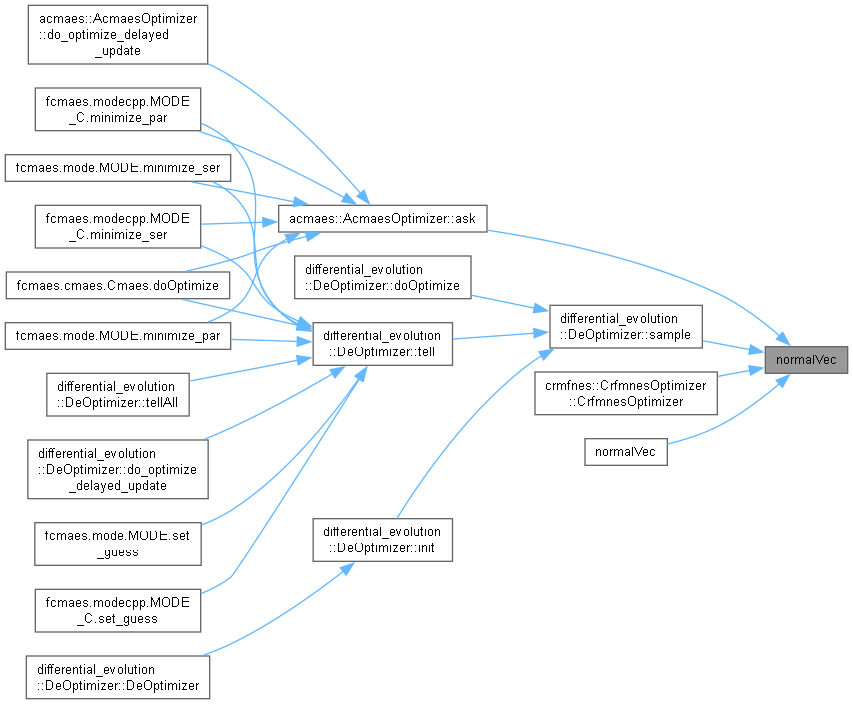 acmaes::AcmaesOptimizer
::do_optimize_delayed
_update
fcmaes.modecpp.MODE
_C.minimize_par
fcmaes.mode.MODE.minimize_ser
fcmaes.modecpp.MODE
_C.minimize_ser
fcmaes.cmaes.Cmaes.doOptimize
fcmaes.mode.MODE.minimize_par
differential_evolution
::DeOptimizer::tellAll
differential_evolution
::DeOptimizer::do_optimize
_delayed_update
fcmaes.mode.MODE.set
_guess
fcmaes.modecpp.MODE
_C.set_guess
differential_evolution
::DeOptimizer::DeOptimizer
acmaes::AcmaesOptimizer::ask
differential_evolution
::DeOptimizer::doOptimize
differential_evolution
::DeOptimizer::tell
differential_evolution
::DeOptimizer::init
differential_evolution
::DeOptimizer::sample
crmfnes::CrfmnesOptimizer
::CrfmnesOptimizer
normalVec
normalVec